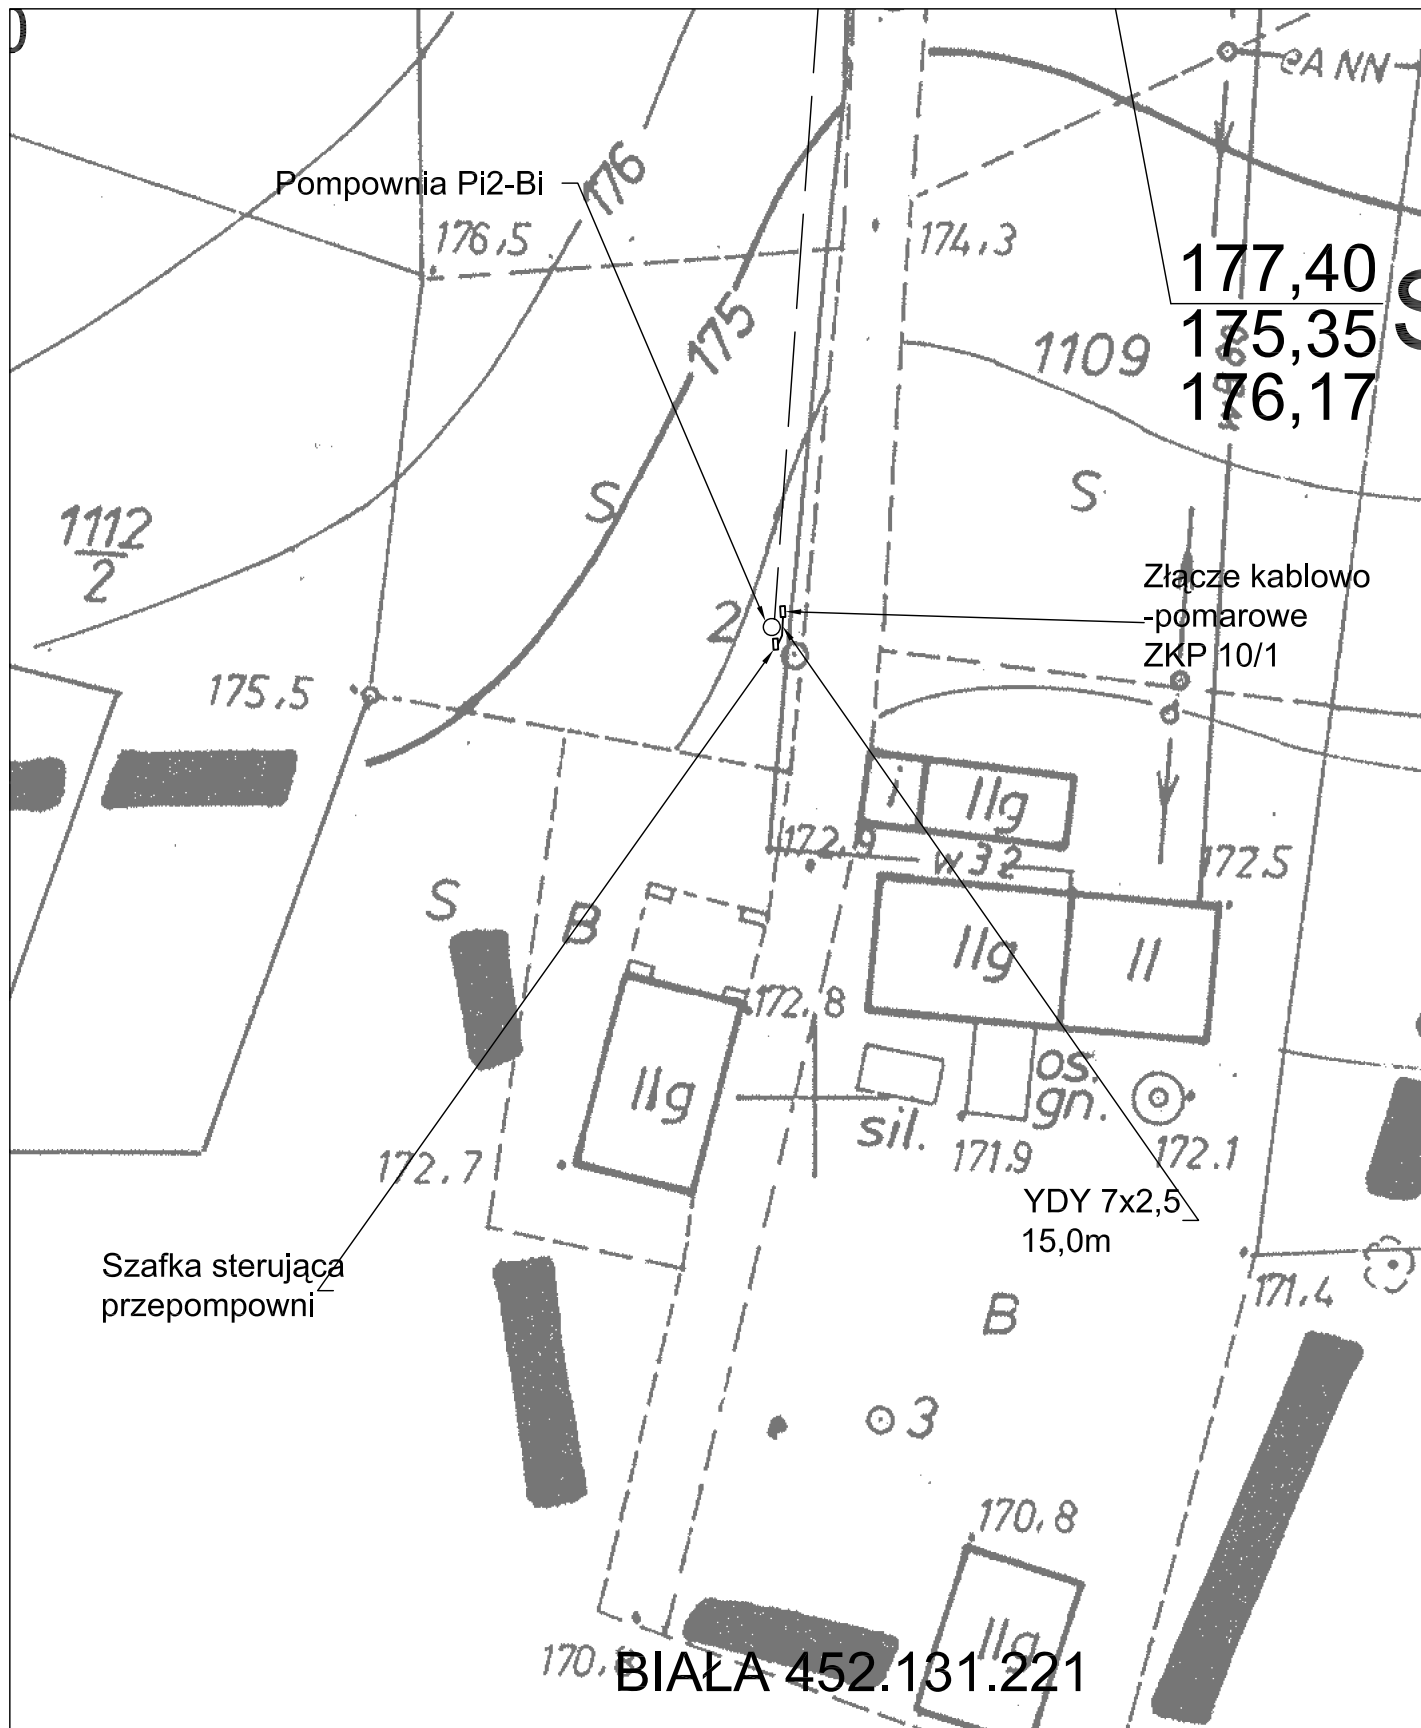 eA NN
Pompownia Pi2-Bi
176
176,5
174,3
177,40
175,35
176,17
175
1109
S
S
1112
2
Złącze kablowo
-pomarowe
ZKP 10/1
2
175,5
i
IIg
172.9
w 32
172.5
S
B
IIg
II
172.8
IIg
os.
gn.
sil.
171.9
172.1
172.7
YDY 7x2,5
15,0m
Szafka sterująca
przepompowni
171.4
B
3
170,8
IIg
BIAŁA 452.131.221